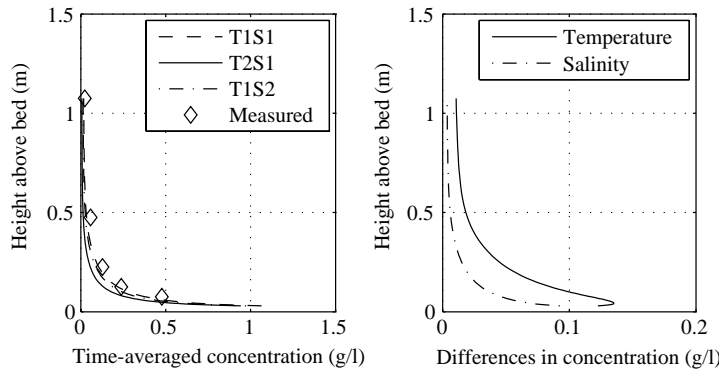 1.5
1
0.5
0
Height above bed (m)
T1S1
T2S1
T1S2
Measured
0 0.5 1 1.5
Time-averaged concentration (g/l)
1.5
1
0.5
0
Height above bed (m)
Temperature
Salinity
0 0.1 0.2
Differences in concentration (g/l)